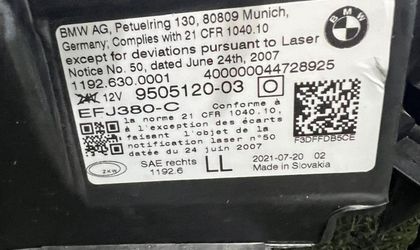 BMW AG, Petuelring 130, 80809 Munich,
Germany; Complies with 21 CFR 1040.10
except for deviations pursuant to Laser
Notice No. 50, dated June 24th, 2007
1192.630.0001 400000044728925
12V 9505120-03
EFJ380-C Conforme à
la norme 21 CFR 1040.10,
à l'exception des écarts
faisant l'objet de la
notification laser n°50
du 24 juin 2007
F3DFFDB5CE
ZKW
SAE rechts LL 2021-07-20 02
1192.6 Made in Slovakia